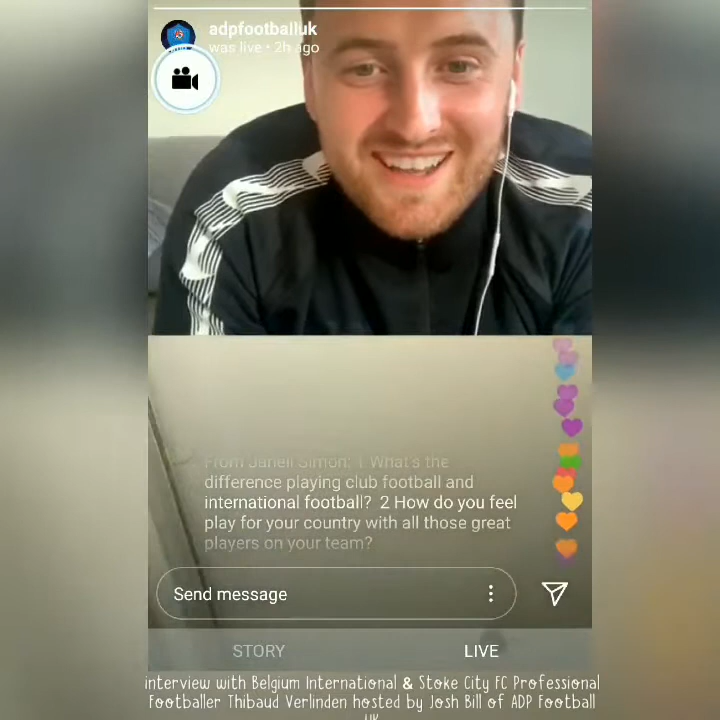 adpfootballuk
was live • 2h ago
From Janell Simon: 1 What's the
difference playing club football and
international football?  2 How do you feel
play for your country with all those great
players on your team?
Send message
STORY
LIVE
interview with Belgium International & Stoke City FC Professional
Footballer Thibaud Verlinden hosted by Josh Bill of ADP Football
UK